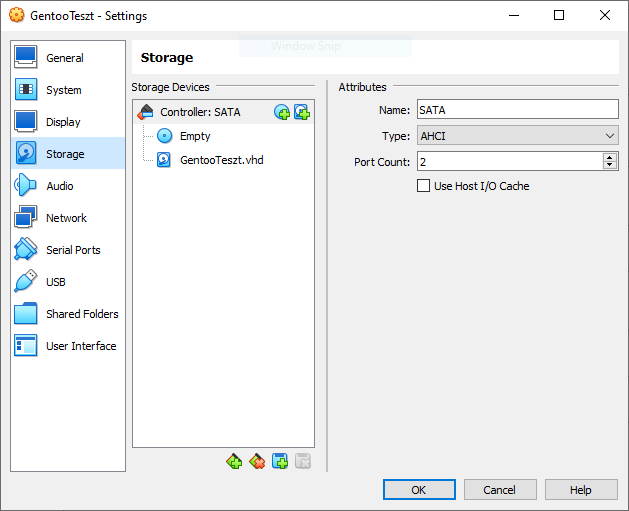 GentooTeszt - Settings
Window Snip
General
System
Display
Storage
Audio
Network
Serial Ports
USB
Shared Folders
User Interface
Storage
Storage Devices
Controller: SATA
Empty
GentooTeszt.vhd
Attributes
Name: SATA
Type: AHCI
Port Count: 2
Use Host I/O Cache
OK Cancel Help